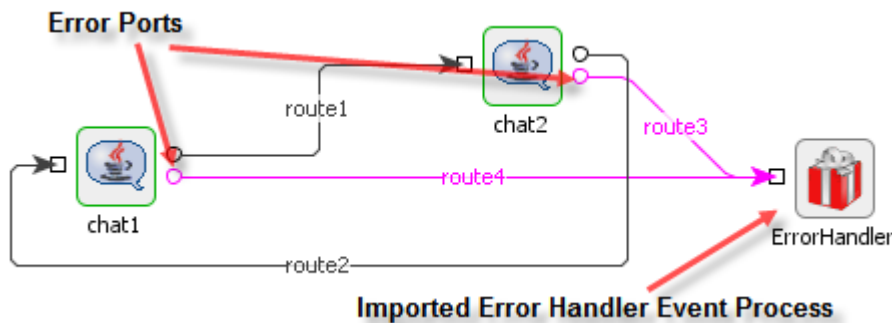 Error Ports
route1
chat2
route3
chat1
route4
ErrorHandler
route2
Imported Error Handler Event Process